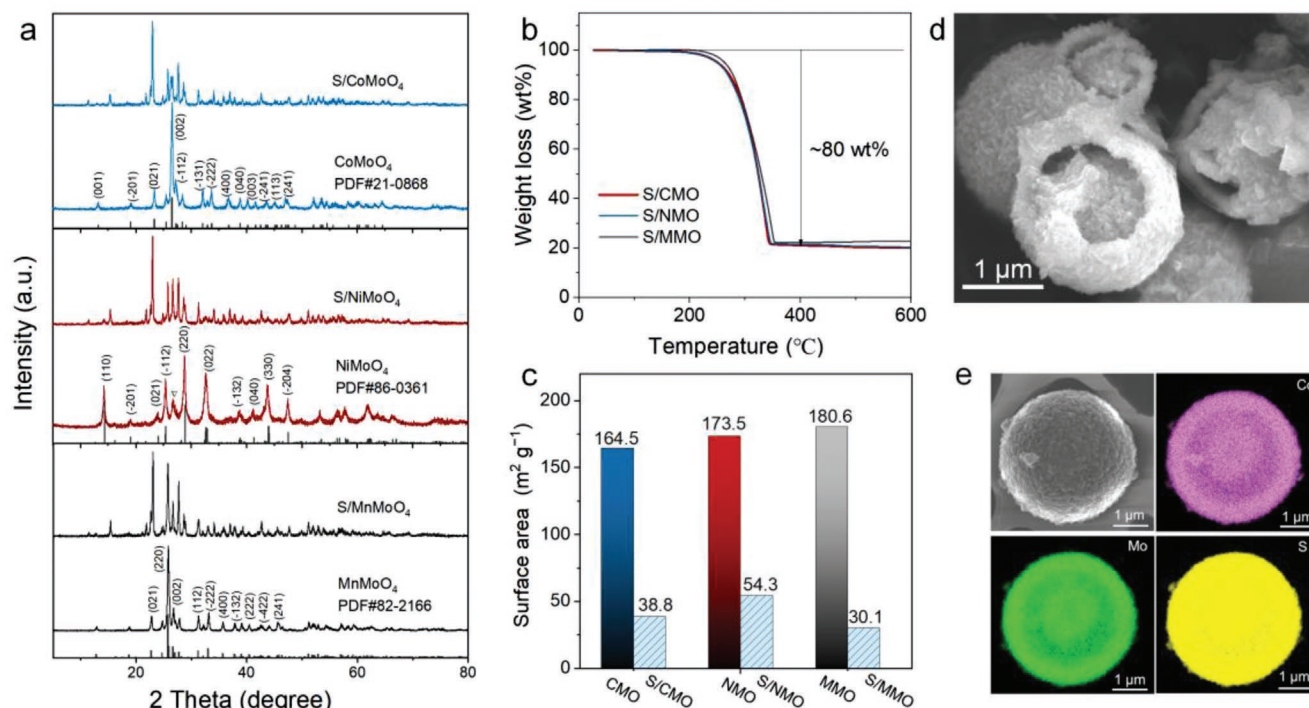 a
Intensity (a.u.)
S/CoMoO4
(002)
CoMoO4
PDF#21-0868
(001)
(-201)
(021)
(-112)
(-131)
(-222)
(400)
(040)
(003)
(-241)
(113)
(241)
S/NiMoO4
NiMoO4
PDF#86-0361
(110)
(-201)
(021)
(-112)
(220)
(022)
(-132)
(040)
(330)
(-204)
S/MnMoO4
MnMoO4
PDF#82-2166
(021)
(220)
(002)
(112)
(-222)
(400)
(-132)
(222)
(-422)
(241)
20 40 60 80
2 Theta (degree)
b
Weight loss (wt%)
100
80
60
40
20
0
~80 wt%
S/CMO
S/NMO
S/MMO
0 200 400 600
Temperature (℃)
c
Surface area (m² g⁻¹)
200
150
100
50
0
164.5
38.8
173.5
54.3
180.6
30.1
CMO S/CMO NMO S/NMO MMO S/MMO
d
1 µm
e
1 µm
1 µm
Mo
1 µm
S
1 µm